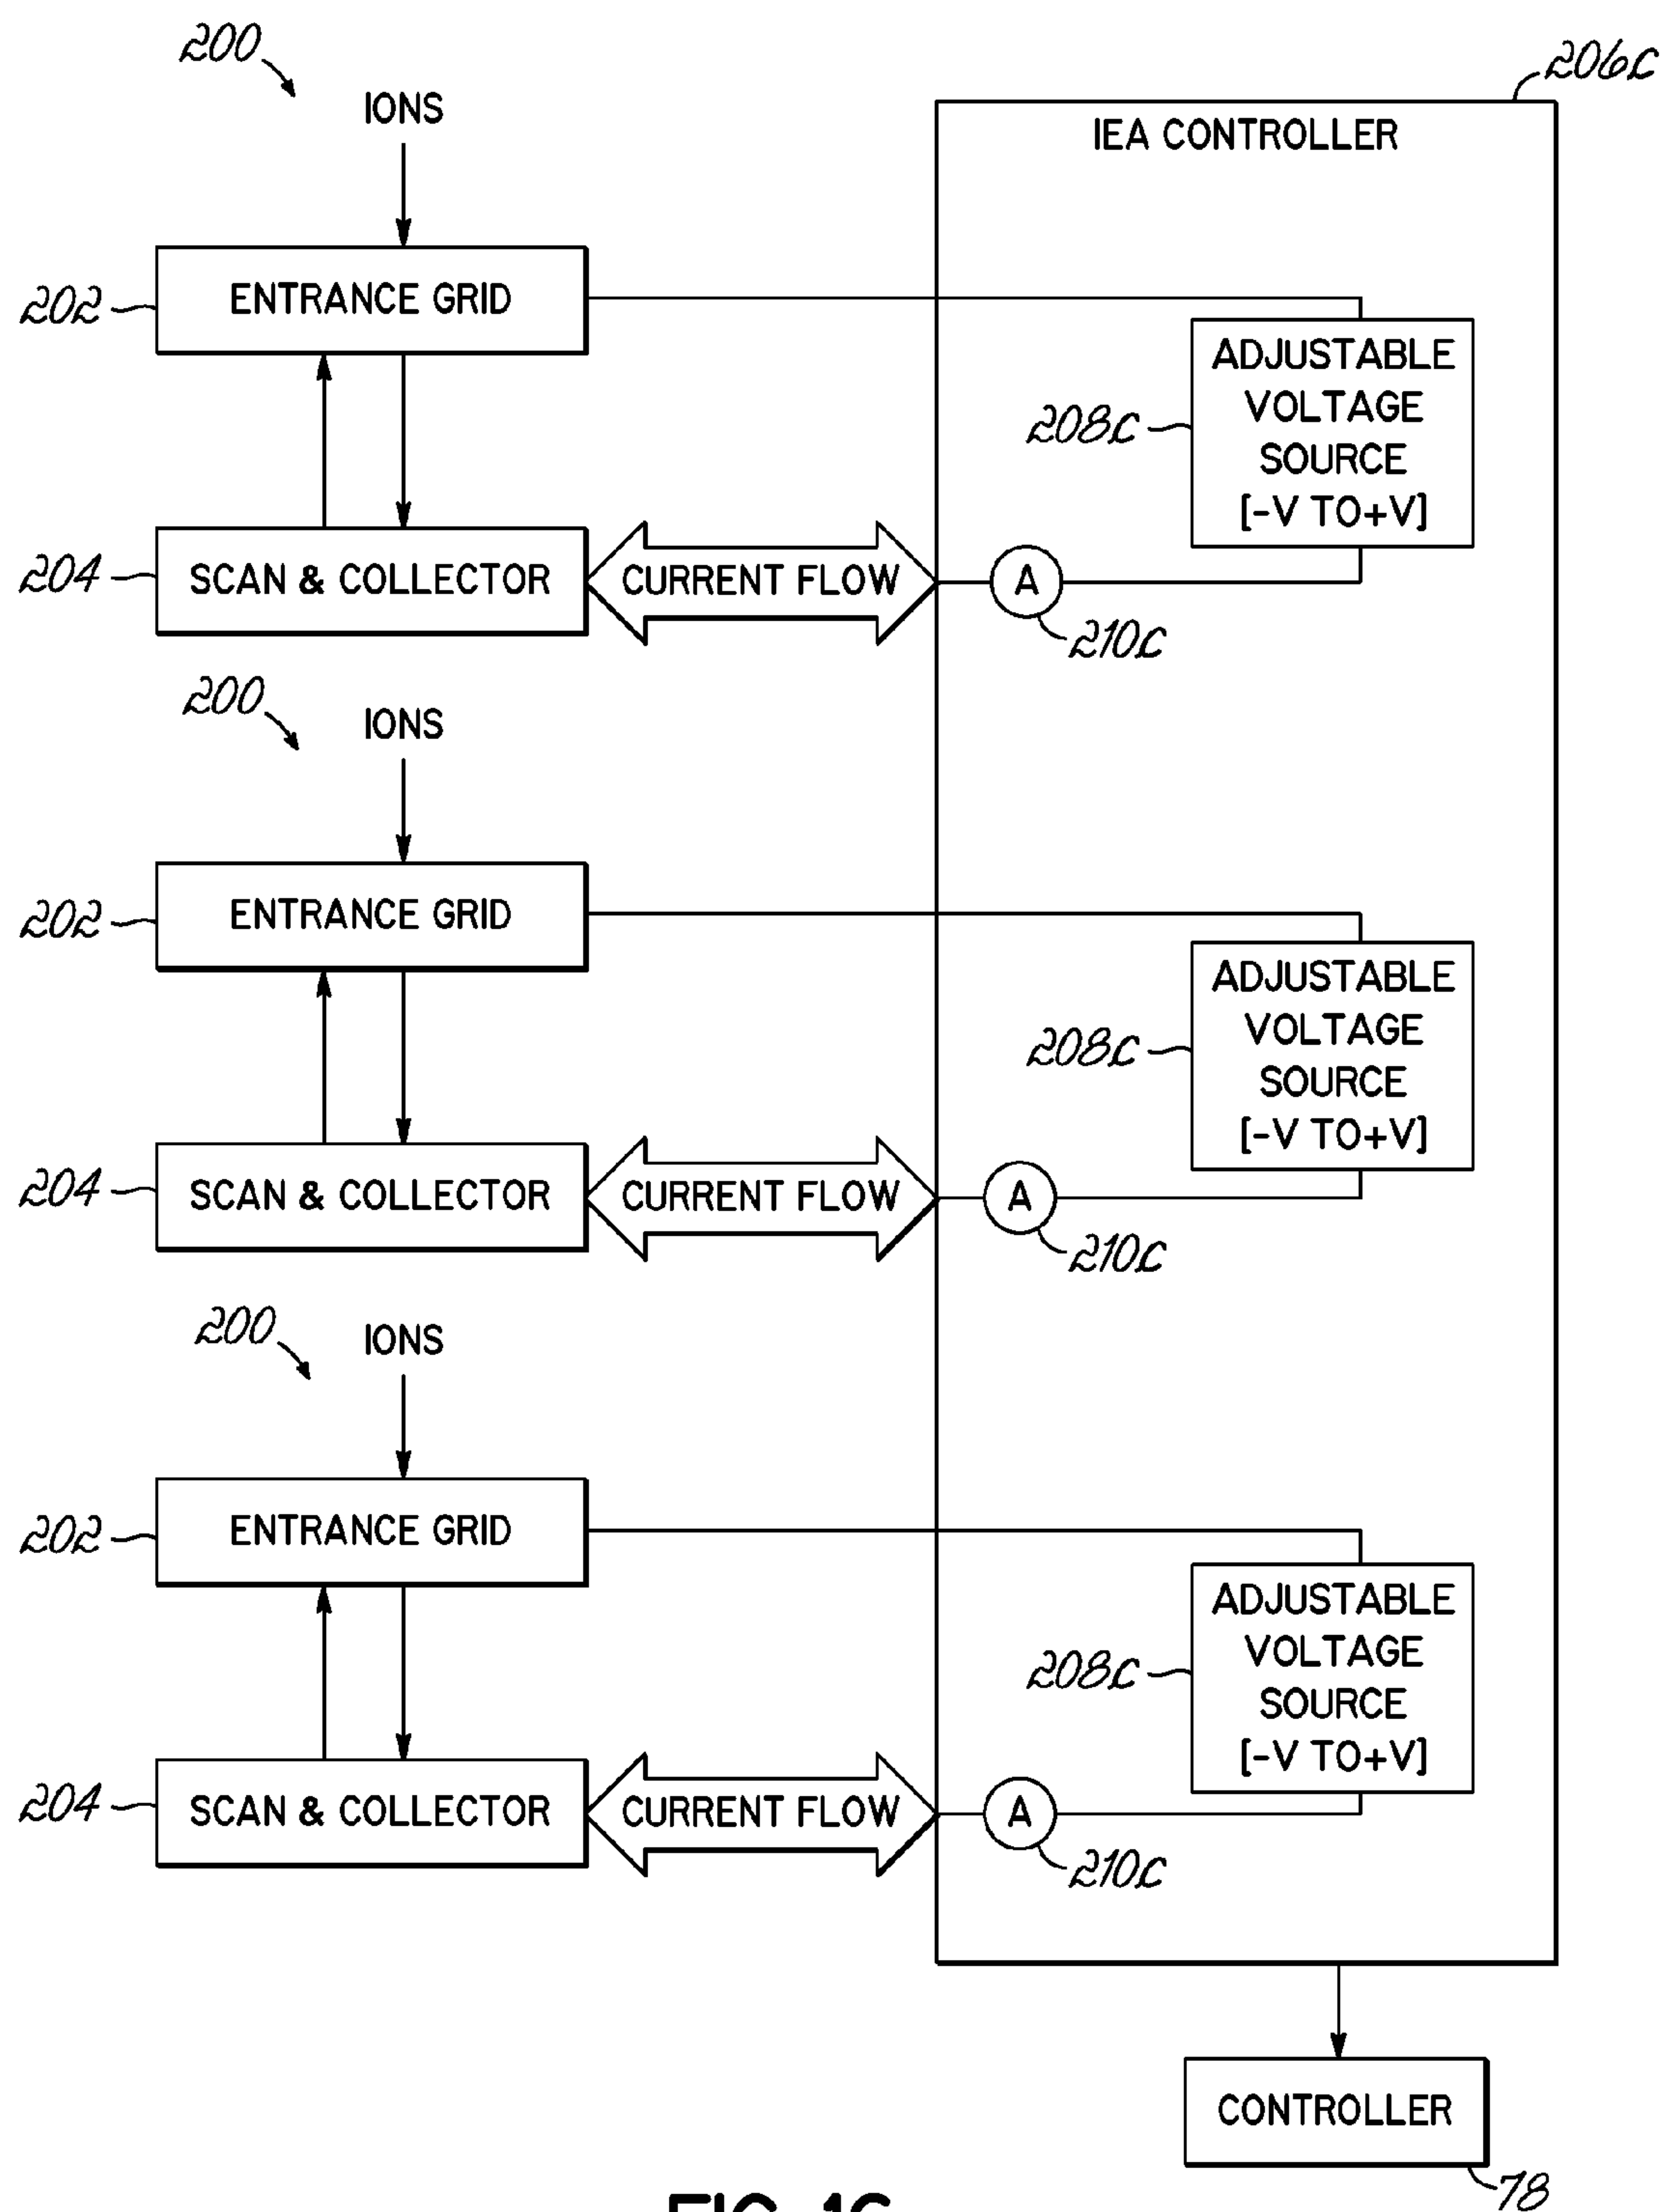 200
206C
IONS
IEA CONTROLLER
202
ENTRANCE GRID
ADJUSTABLE
VOLTAGE
SOURCE
[-V TO+V]
208C
204
SCAN & COLLECTOR
CURRENT FLOW
A
210C
200
IONS
202
ENTRANCE GRID
ADJUSTABLE
VOLTAGE
SOURCE
[-V TO+V]
208C
204
SCAN & COLLECTOR
CURRENT FLOW
A
210C
200
IONS
202
ENTRANCE GRID
ADJUSTABLE
VOLTAGE
SOURCE
[-V TO+V]
208C
204
SCAN & COLLECTOR
CURRENT FLOW
A
210C
CONTROLLER
78
FIG. 16